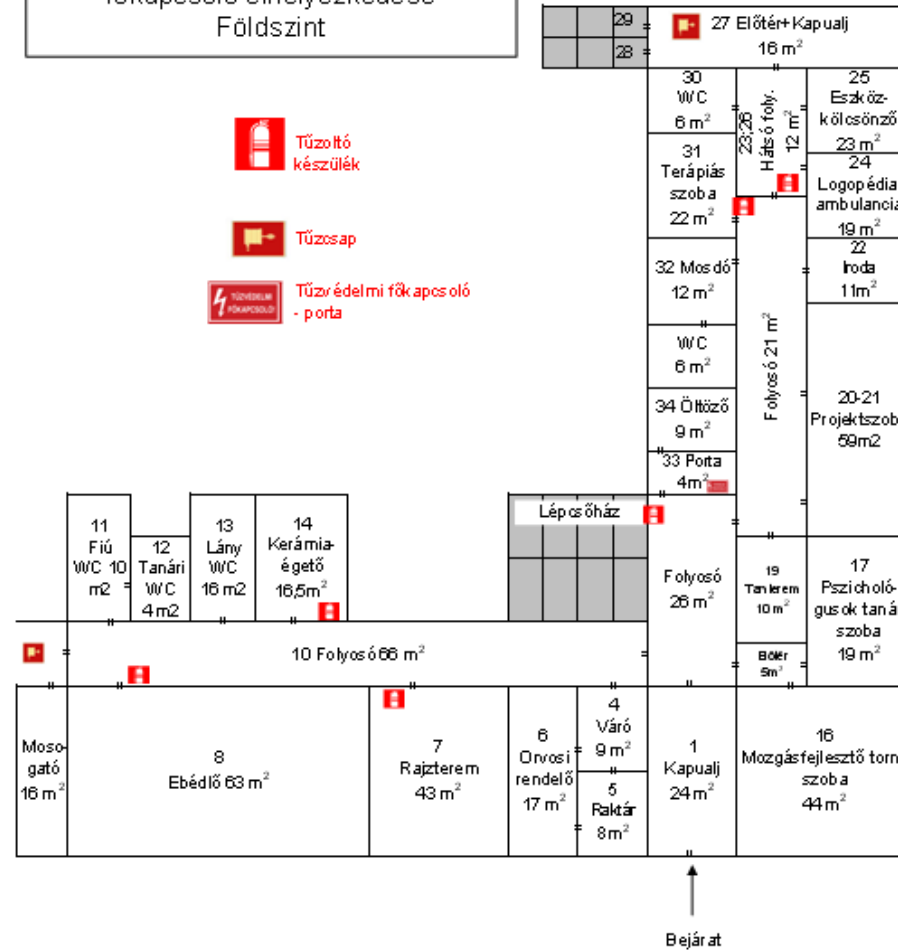 Földszint
Tűzoltó
készülék
Tűzcsap
TŰZVÉDELMI
FŐKAPCSOLÓ!
Tűzvédelmi főkapcsoló
- porta
29
28
27 Előtér+ Kapualj
16 m²
30
WC
6 m²
31
Terápiás
szoba
22 m²
32 Mosdó
12 m²
WC
6 m²
34 Öltöző
9 m²
33 Porta
4m²
23;26
Hátsó foly.
12 m²
25
Eszköz-
kölcsönző
23 m²
24
Logopédia
ambulancia
19 m²
22
Iroda
11m²
Folyosó 21 m²
20-21
Projektszob
59m2
Lépcsőház
Folyosó
26 m²
19
Tanterem
10 m²
Előtér
5m²
17
Pszicholó-
gusok taná
szoba
19 m²
11
Fiú
WC 10
m2
12
Tanári
WC
4m2
13
Lány
WC
16 m2
14
Kerámia-
égető
16,5m²
10 Folyosó 66 m²
Moso-
gató
16 m²
8
Ebédlő 63 m²
7
Rajzterem
43 m²
6
Orvosi
rendelő
17 m²
4
Váró
9 m²
5
Raktár
8m²
1
Kapualj
24 m²
16
Mozgásfejlesztő torn
szoba
44 m²
Bejárat